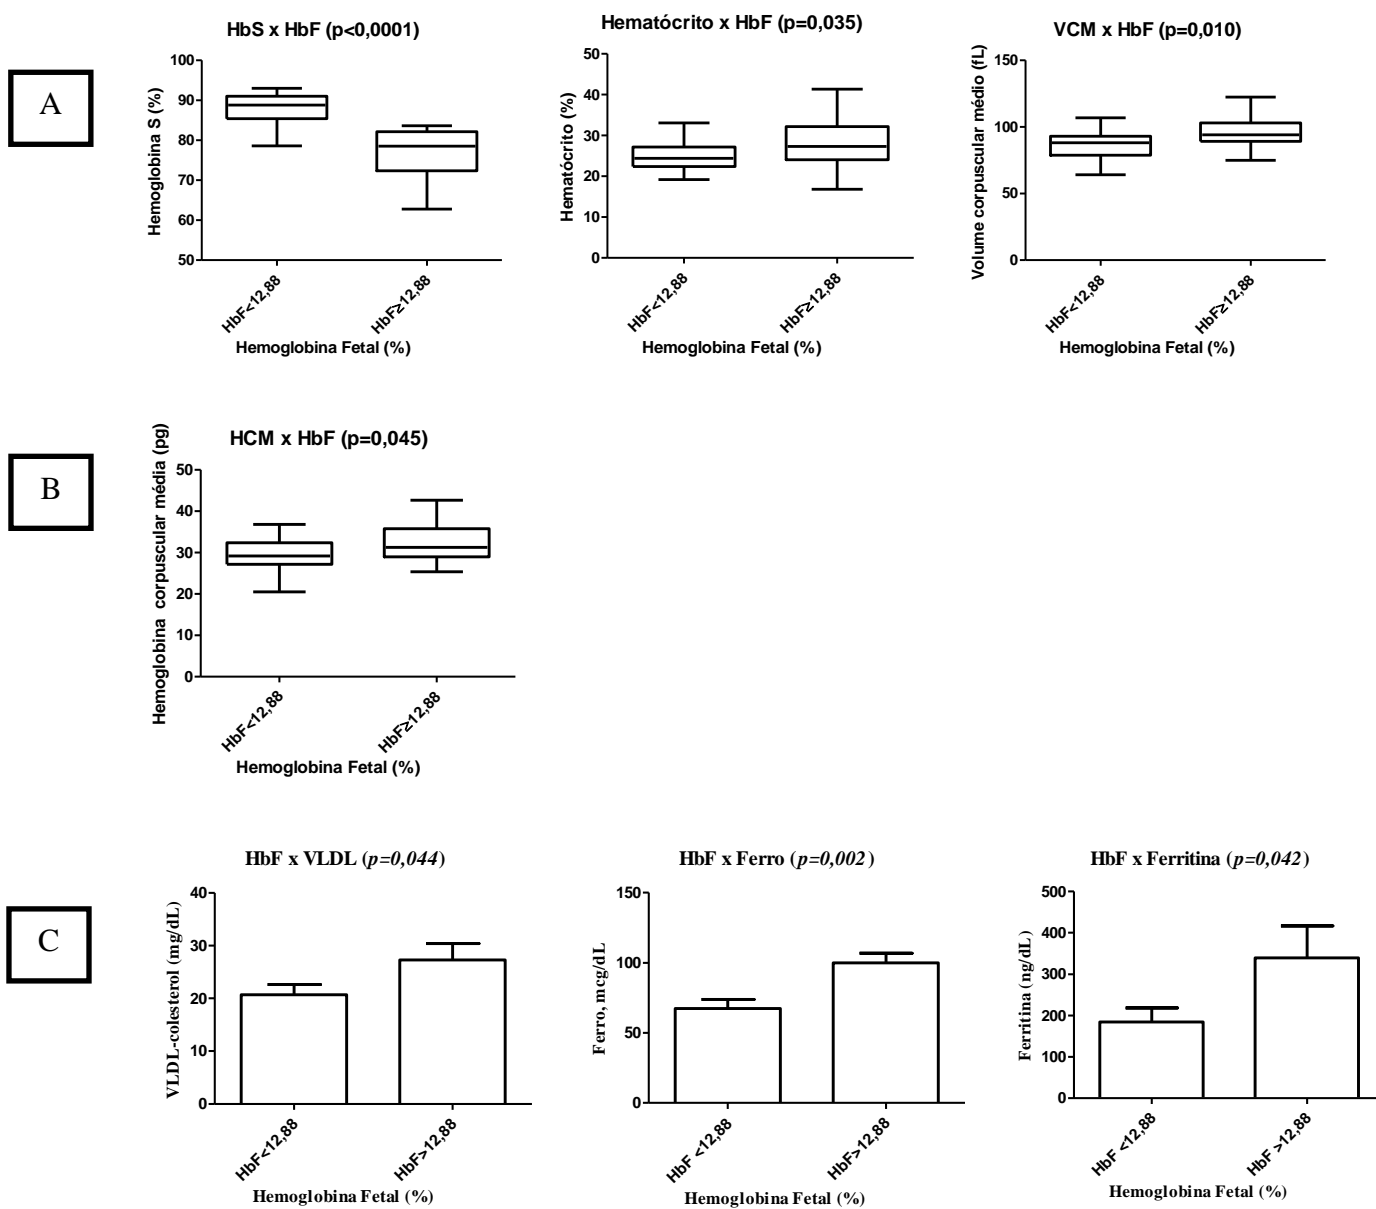 A
HbS x HbF (p<0,0001)
Hemoglobina S (%)
100
90
80
70
60
50
HbF<12,88
HbF≥12,88
Hemoglobina Fetal (%)
Hematócrito x HbF (p=0,035)
Hematócrito (%)
50
40
30
20
10
0
HbF<12,88
HbF≥12,88
Hemoglobina Fetal (%)
VCM x HbF (p=0,010)
Volume corpuscular médio (fL)
150
100
50
0
HbF<12,88
HbF≥12,88
Hemoglobina Fetal (%)
B
HCM x HbF (p=0,045)
Hemoglobina corpuscular média (pg)
50
40
30
20
10
0
HbF<12,88
HbF≥12,88
Hemoglobina Fetal (%)
C
HbF x VLDL (p=0,044)
VLDL-colesterol (mg/dL)
40
30
20
10
0
HbF<12,88
HbF>12,88
Hemoglobina Fetal (%)
HbF x Ferro (p=0,002)
Ferro, mcg/dL
150
100
50
0
HbF <12,88
HbF>12,88
Hemoglobina Fetal (%)
HbF x Ferritina (p=0,042)
Ferritina (ng/dL)
500
400
300
200
100
0
HbF <12,88
HbF >12,88
Hemoglobina Fetal (%)